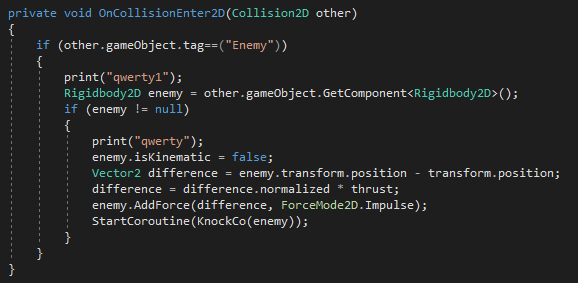 private void OnCollisionEnter2D(Collision2D other)
{
if (other.gameObject.tag==("Enemy"))
{
print("qwerty1");
Rigidbody2D enemy = other.gameObject.GetComponent<Rigidbody2D>();
if (enemy != null)
{
print("qwerty");
enemy.isKinematic = false;
Vector2 difference = enemy.transform.position - transform.position;
difference = difference.normalized * thrust;
enemy.AddForce(difference, ForceMode2D.Impulse);
StartCoroutine(KnockCo(enemy));
}
}
}